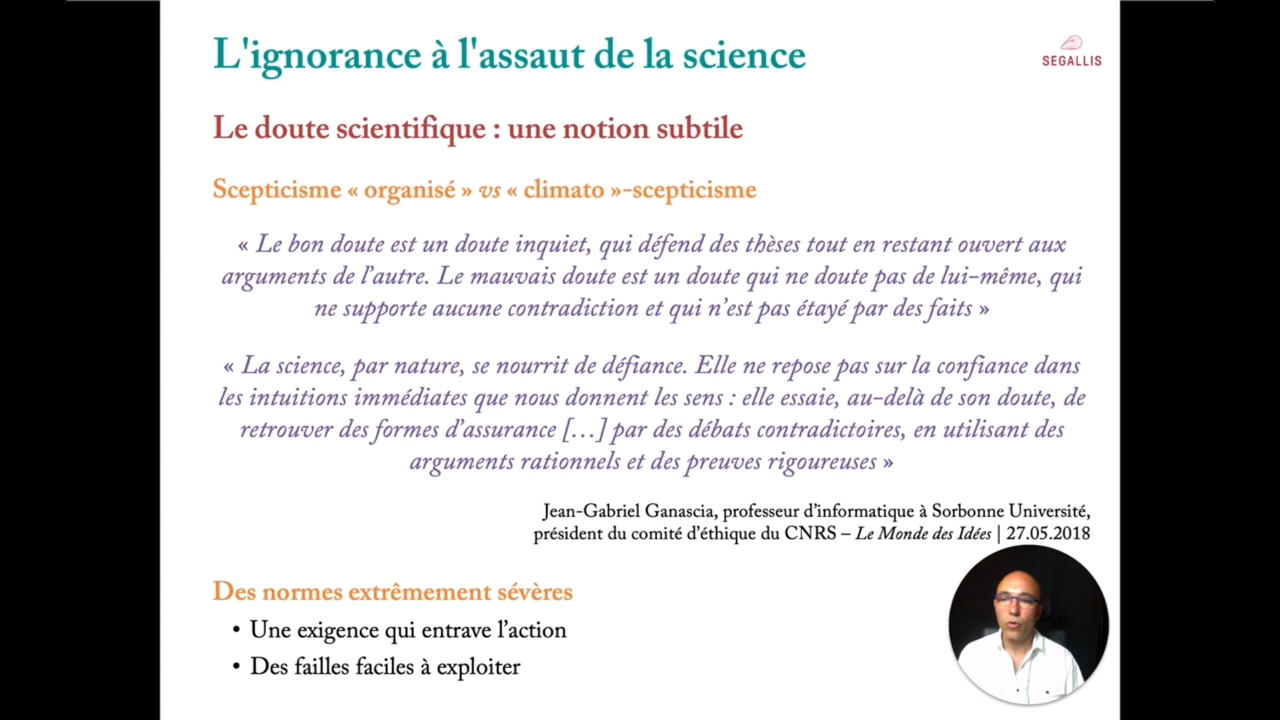 L'ignorance à l'assaut de la science
SEGALLIS
Le doute scientifique : une notion subtile
Scepticisme « organisé » vs « climato »-scepticisme
« Le bon doute est un doute inquiet, qui défend des thèses tout en restant ouvert aux
arguments de l'autre. Le mauvais doute est un doute qui ne doute pas de lui-même, qui
ne supporte aucune contradiction et qui n'est pas étayé par des faits »
« La science, par nature, se nourrit de défiance. Elle ne repose pas sur la confiance dans
les intuitions immédiates que nous donnent les sens : elle essaie, au-delà de son doute, de
retrouver des formes d'assurance […] par des débats contradictoires, en utilisant des
arguments rationnels et des preuves rigoureuses »
Jean-Gabriel Ganascia, professeur d'informatique à Sorbonne Université,
président du comité d'éthique du CNRS – Le Monde des Idées | 27.05.2018
Des normes extrêmement sévères
• Une exigence qui entrave l'action
• Des failles faciles à exploiter